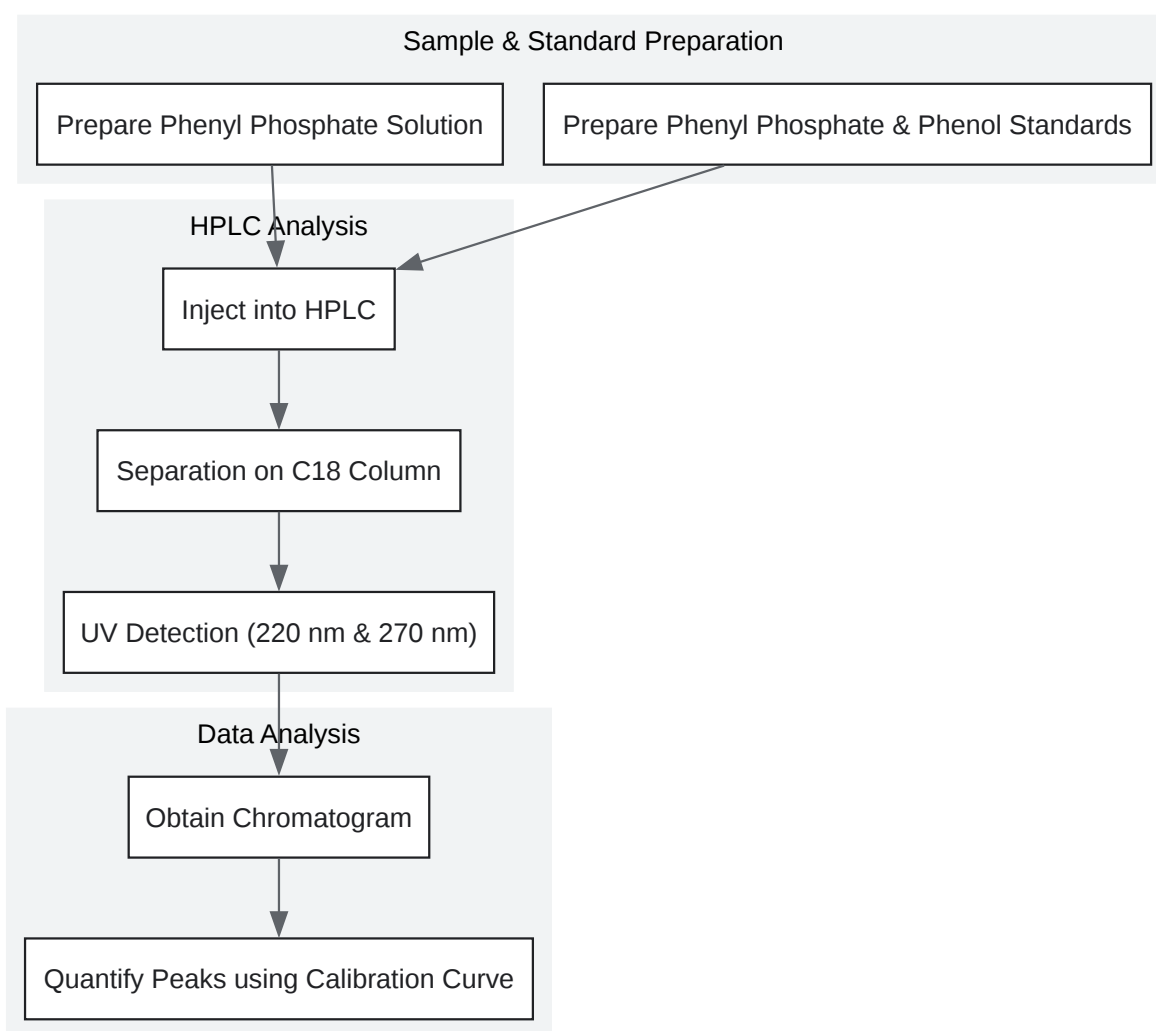 Sample & Standard Preparation
Prepare Phenyl Phosphate Solution
Prepare Phenyl Phosphate & Phenol Standards
HPLC Analysis
Inject into HPLC
Separation on C18 Column
UV Detection (220 nm & 270 nm)
Data Analysis
Obtain Chromatogram
Quantify Peaks using Calibration Curve